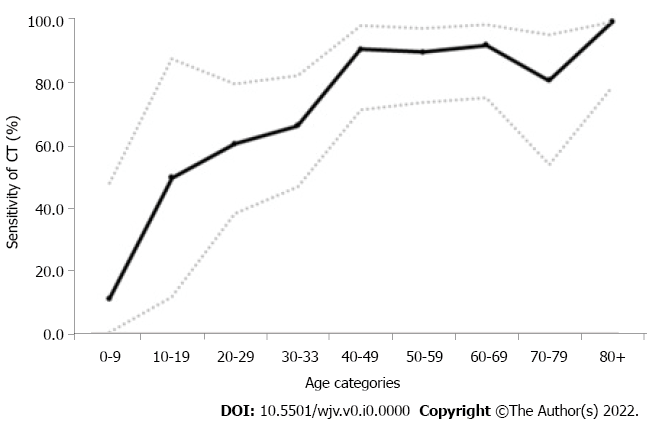 100.0
80.0
60.0
40.0
20.0
0.0
Sensitivity of CT (%)
0-9 10-19 20-29 30-33 40-49 50-59 60-69 70-79 80+
Age categories
DOI: 10.5501/wjv.v0.i0.0000 Copyright ©The Author(s) 2022.